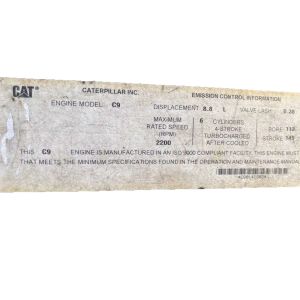 CAT
CATERPILLAR INC.
EMISSION CONTROL INFORMATION
ENGINE MODEL C9
DISPLACEMENT 8.8 L VALVE LASH 0.38
MAXIMUM
RATED SPEED
(RPM)
2200
6 CYLINDERS
4-STROKE
TURBOCHARGED
AFTER COOLED
BORE 112
STROKE 149
THIS C9 ENGINE IS MANUFACTURED IN AN ISO 9000 COMPLIANT FACILITY, THIS ENGINE MUST
THAT MEETS THE MINIMUM SPECIFICATIONS FOUND IN THE OPERATION AND MAINTENANCE MANUAL